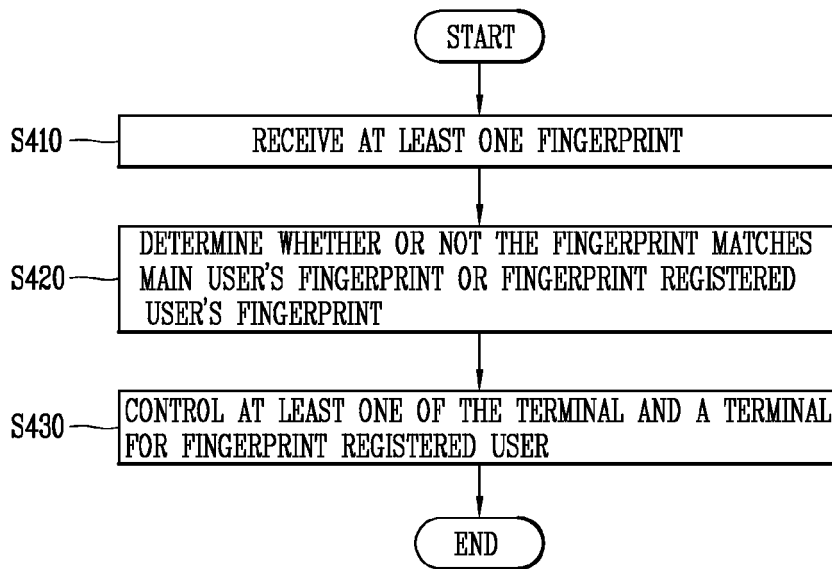 START
S410
RECEIVE AT LEAST ONE FINGERPRINT
S420
DETERMINE WHETHER OR NOT THE FINGERPRINT MATCHES
MAIN USER'S FINGERPRINT OR FINGERPRINT REGISTERED
USER'S FINGERPRINT
S430
CONTROL AT LEAST ONE OF THE TERMINAL AND A TERMINAL
FOR FINGERPRINT REGISTERED USER
END